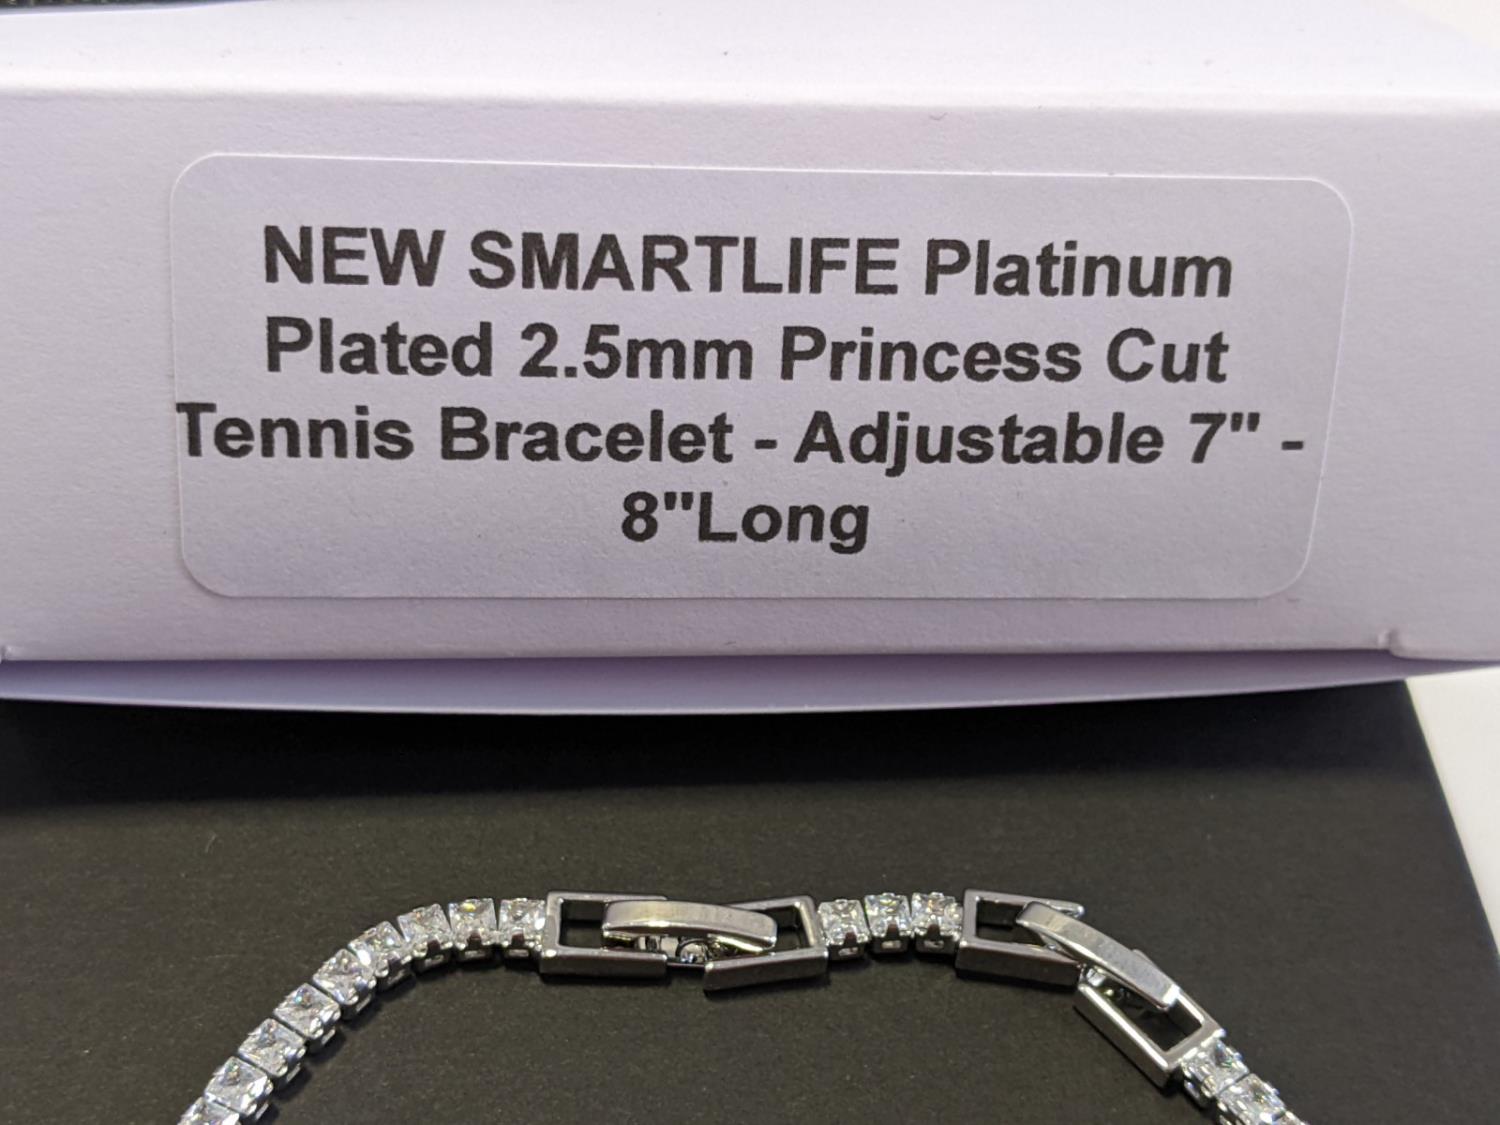 NEW SMARTLIFE Platinum
Plated 2.5mm Princess Cut
Tennis Bracelet - Adjustable 7" -
8"Long